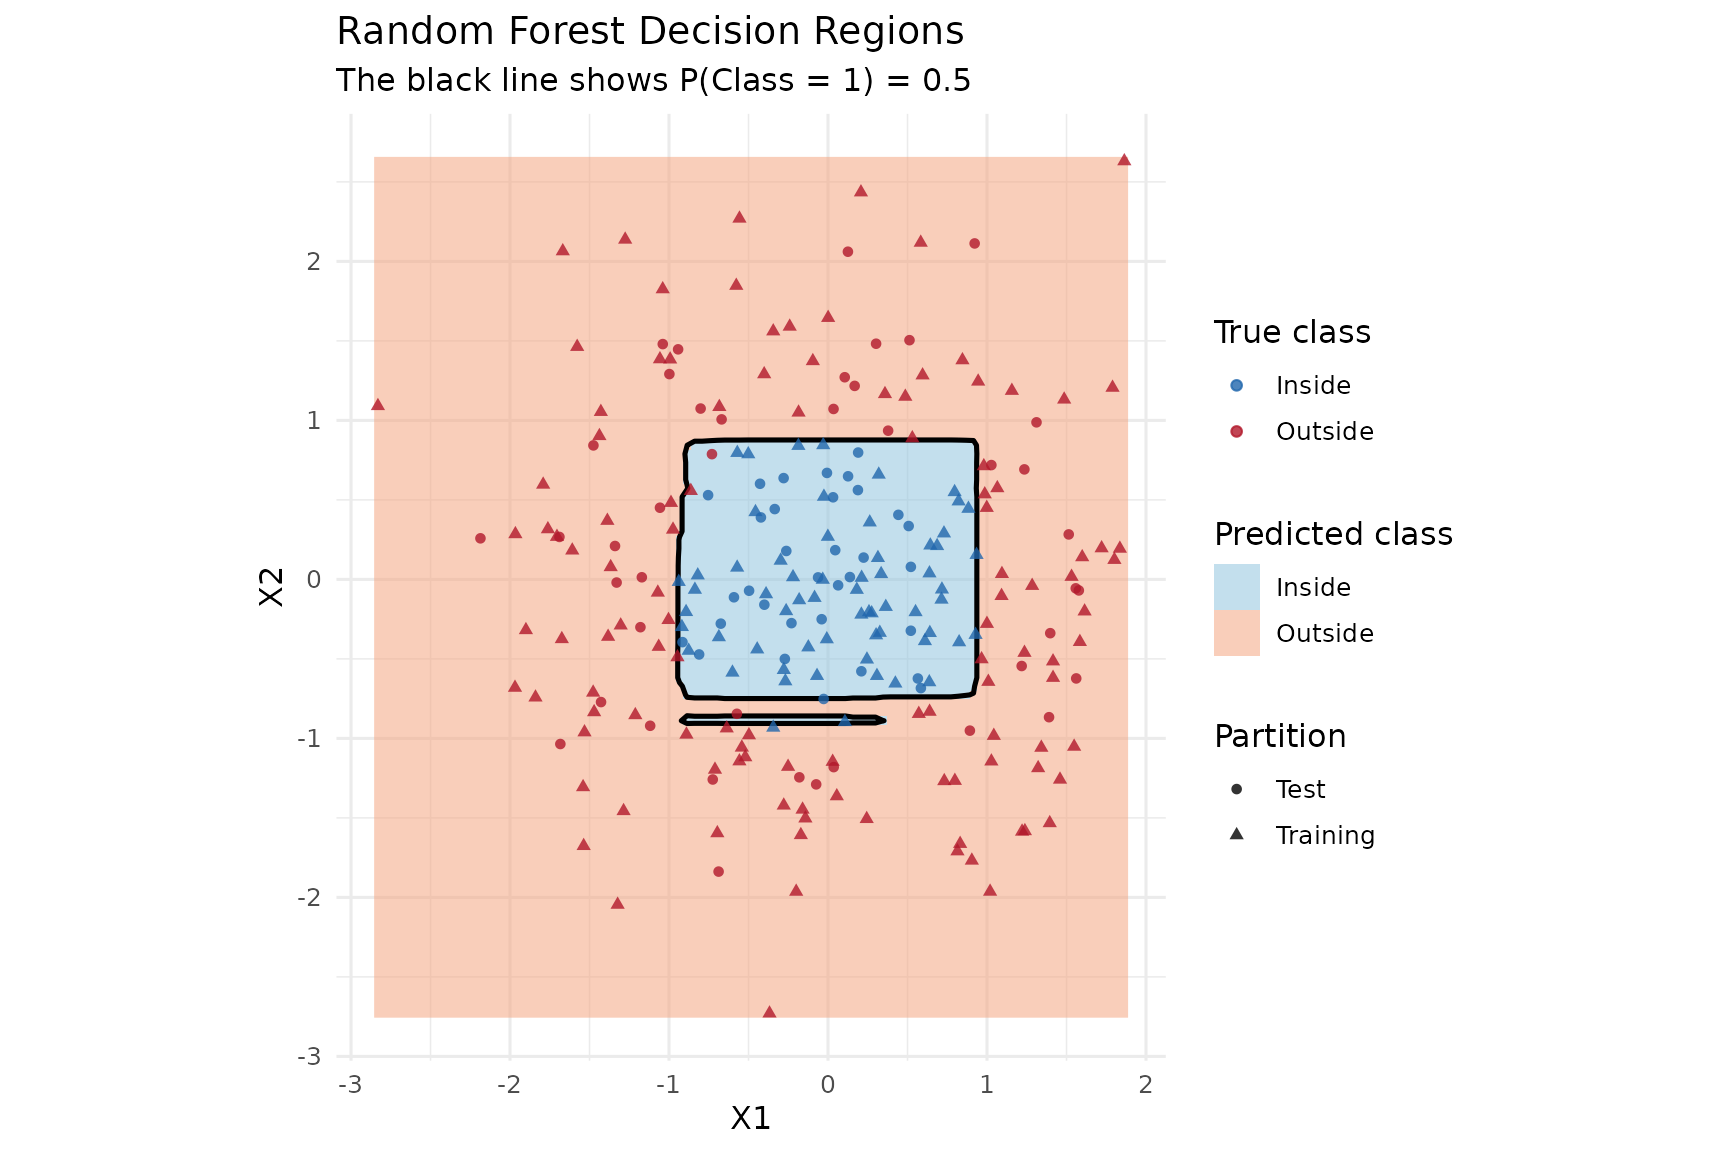 Random Forest Decision Regions
The black line shows P(Class = 1) = 0.5
2
1
0
-1
-2
-3
X2
-3
-2
-1
0
1
2
X1
True class
Inside
Outside
Predicted class
Inside
Outside
Partition
Test
Training